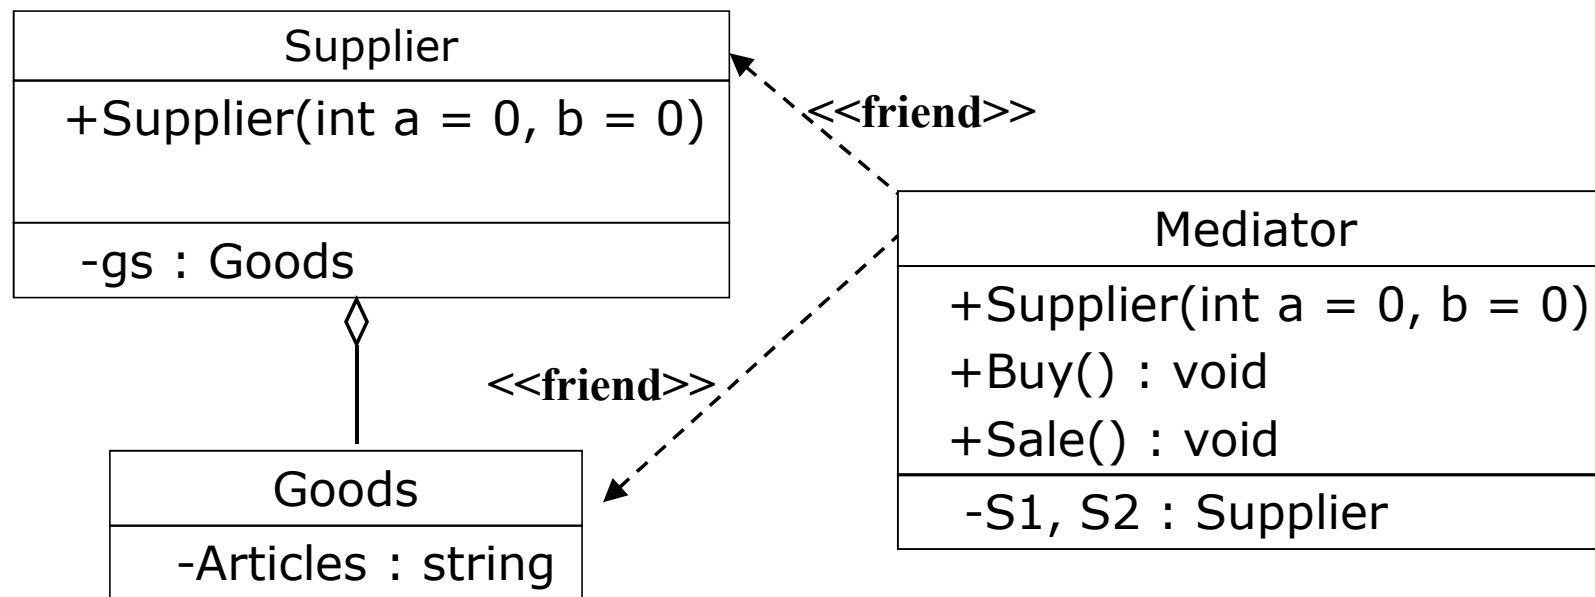 Supplier
+Supplier(int a = 0, b = 0)
-gs : Goods
<<friend>>
<<friend>>
Goods
-Articles : string
Mediator
+Supplier(int a = 0, b = 0)
+Buy() : void
+Sale() : void
-S1, S2 : Supplier